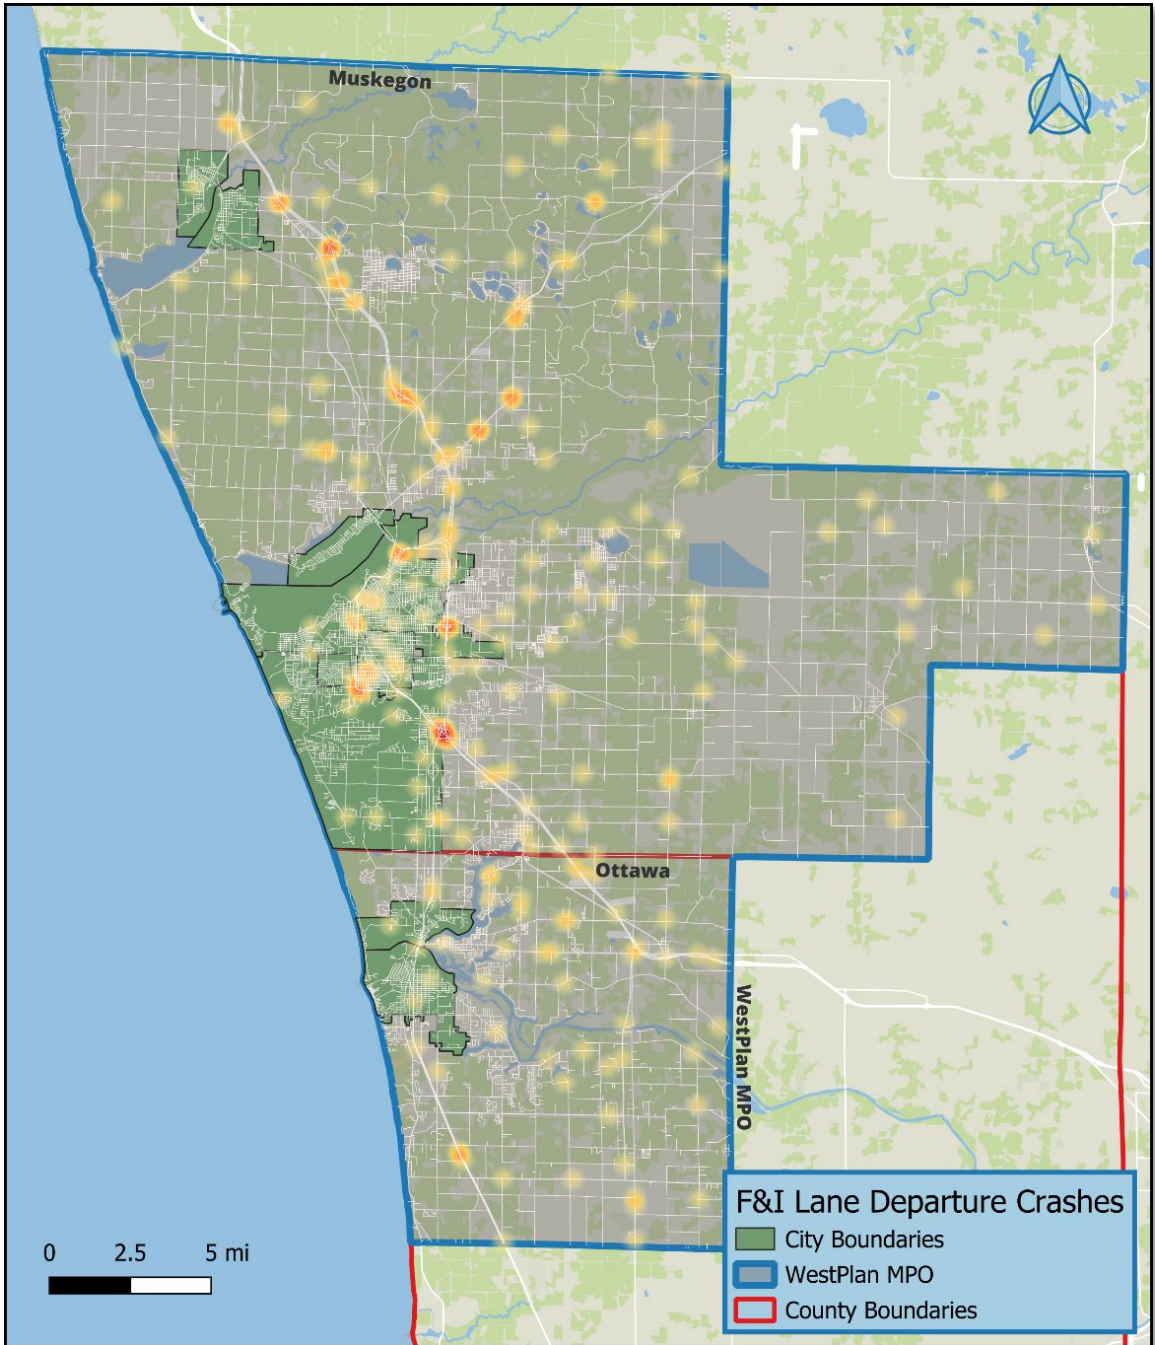 Muskegon
Ottawa
WestPlan MPO
F&I Lane Departure Crashes
City Boundaries
WestPlan MPO
County Boundaries
0 2.5 5 mi